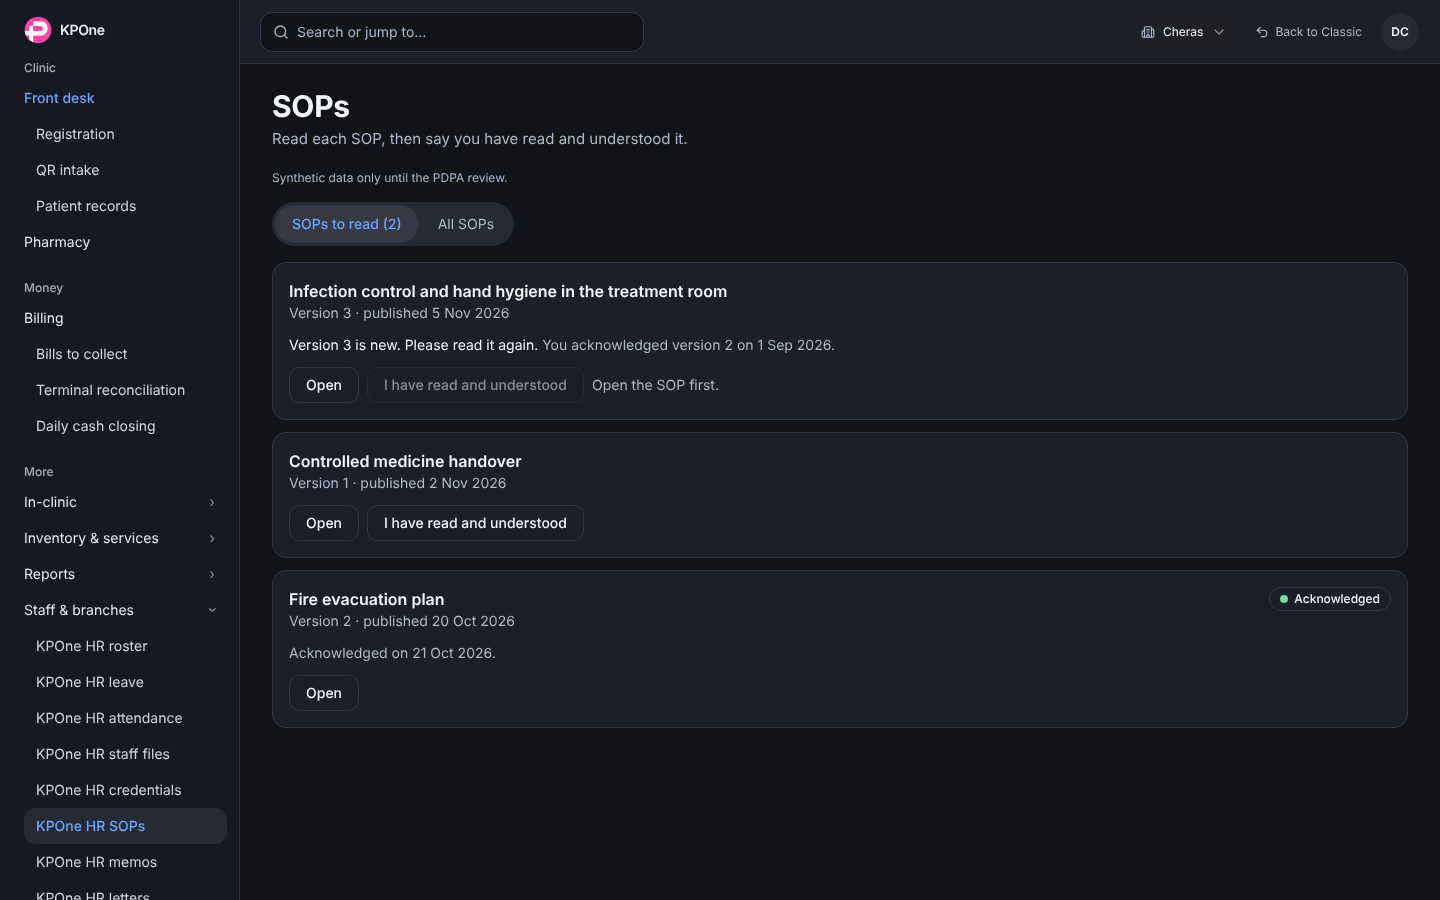 KPOne
Search or jump to...
Cheras
Back to Classic
DC
Clinic
Front desk
Registration
QR intake
Patient records
Pharmacy
Money
Billing
Bills to collect
Terminal reconciliation
Daily cash closing
More
In-clinic
Inventory & services
Reports
Staff & branches
KPOne HR roster
KPOne HR leave
KPOne HR attendance
KPOne HR staff files
KPOne HR credentials
KPOne HR SOPs
KPOne HR memos
KPOne HR letters
SOPs
Read each SOP, then say you have read and understood it.
Synthetic data only until the PDPA review.
SOPs to read (2)
All SOPs
Infection control and hand hygiene in the treatment room
Version 3 · published 5 Nov 2026
Version 3 is new. Please read it again. You acknowledged version 2 on 1 Sep 2026.
Open
I have read and understood
Open the SOP first.
Controlled medicine handover
Version 1 · published 2 Nov 2026
Open
I have read and understood
Fire evacuation plan
Acknowledged
Version 2 · published 20 Oct 2026
Acknowledged on 21 Oct 2026.
Open